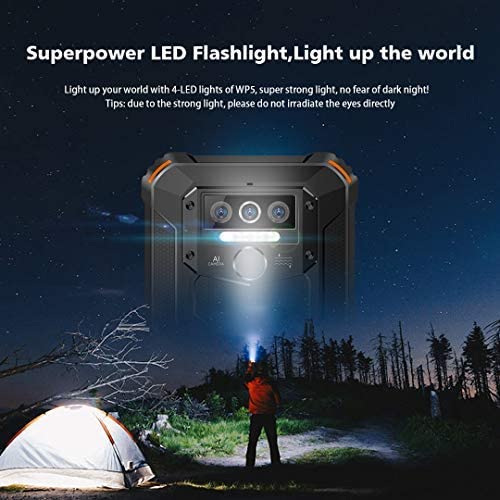 Superpower LED Flashlight,Light up the world
Light up your world with 4-LED lights of WP5, super strong light, no fear of dark night!
Tips: due to the strong light, please do not irradiate the eyes directly
AI
CAMERA